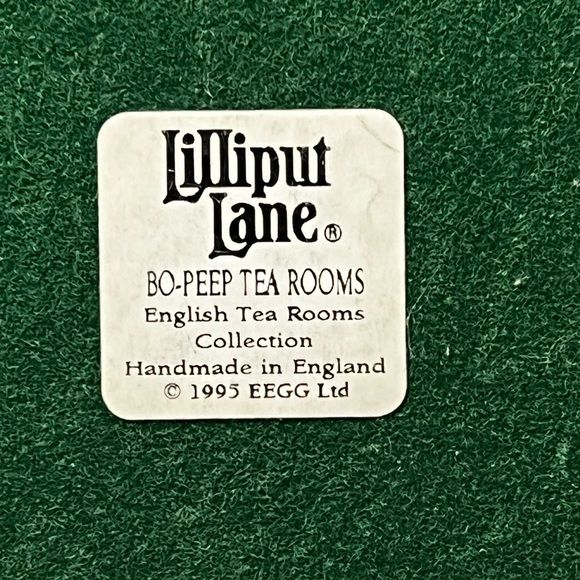 Lilliput
Lane®
BO-PEEP TEA ROOMS
English Tea Rooms
Collection
Handmade in England
© 1995 EEGG Ltd